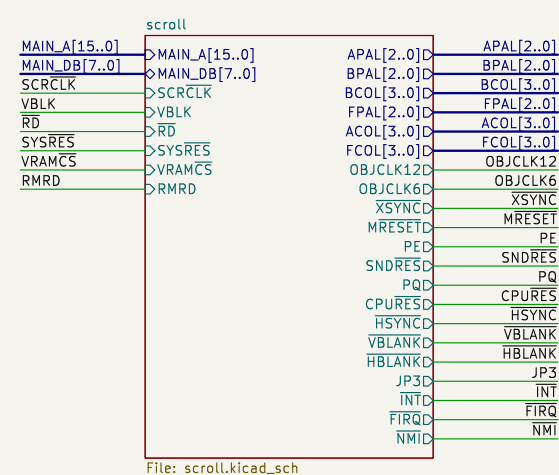 scroll
MAIN_A[15..0]
MAIN_DB[7..0]
SCRCLK
VBLK
RD
SYSRES
VRAMCS
RMRD
MAIN_A[15..0]
MAIN_DB[7..0]
SCRCLK
VBLK
RD
SYSRES
VRAMCS
RMRD
APAL[2..0]
BPAL[2..0]
BCOL[3..0]
FPAL[2..0]
ACOL[3..0]
FCOL[3..0]
OBJCLK12
OBJCLK6
XSYNC
MRESET
PE
SNDRES
PQ
CPURES
HSYNC
VBLANK
HBLANK
JP3
INT
FIRQ
NMI
APAL[2..0]
BPAL[2..0]
BCOL[3..0]
FPAL[2..0]
ACOL[3..0]
FCOL[3..0]
OBJCLK12
OBJCLK6
XSYNC
MRESET
PE
SNDRES
PQ
CPURES
HSYNC
VBLANK
HBLANK
JP3
INT
FIRQ
NMI
File: scroll.kicad_sch